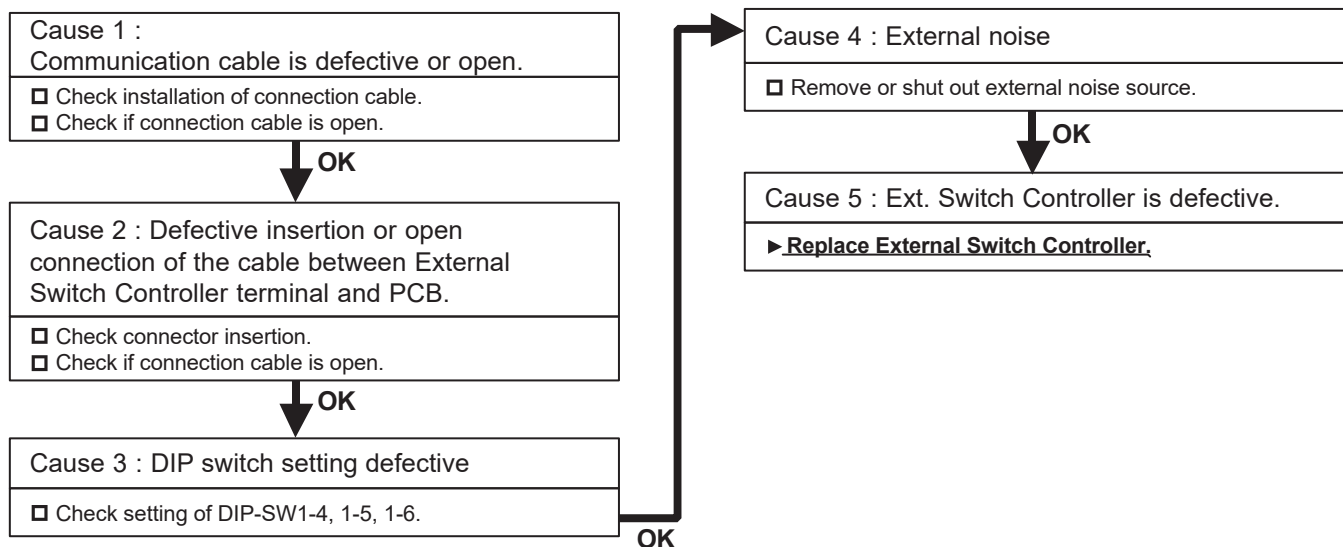 Cause 1 :
Communication cable is defective or open.
Check installation of connection cable.
Check if connection cable is open.
OK
Cause 2 : Defective insertion or open
connection of the cable between External
Switch Controller terminal and PCB.
Check connector insertion.
Check if connection cable is open.
OK
Cause 3 : DIP switch setting defective
Check setting of DIP-SW1-4, 1-5, 1-6.
OK
Cause 4 : External noise
Remove or shut out external noise source.
OK
Cause 5 : Ext. Switch Controller is defective.
►Replace External Switch Controller.